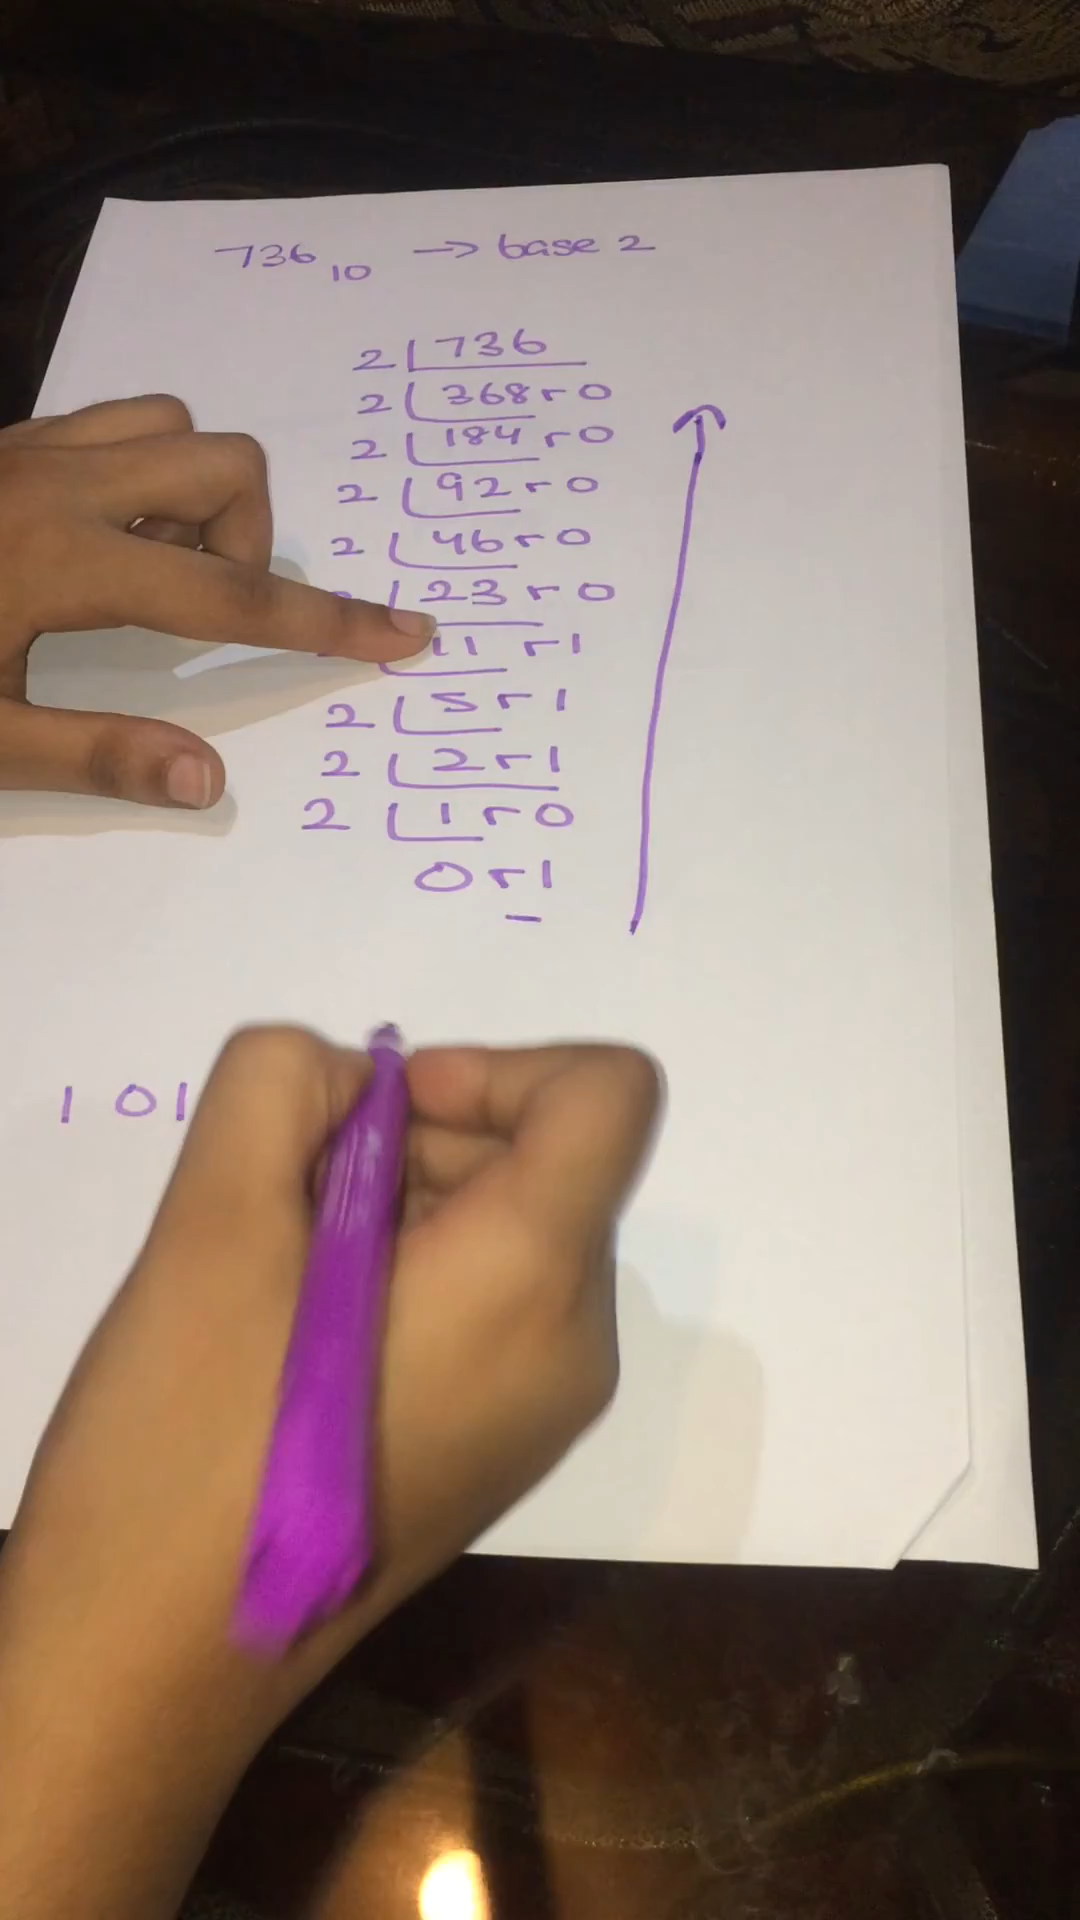 736 10 → base 2
2 736
2 368 r 0
2 184 r 0
2 92 r 0
2 46 r 0
23 r 0
11 r 1
2 5 r 1
2 2 r 1
2 1 r 0
0 r 1
1 0 1